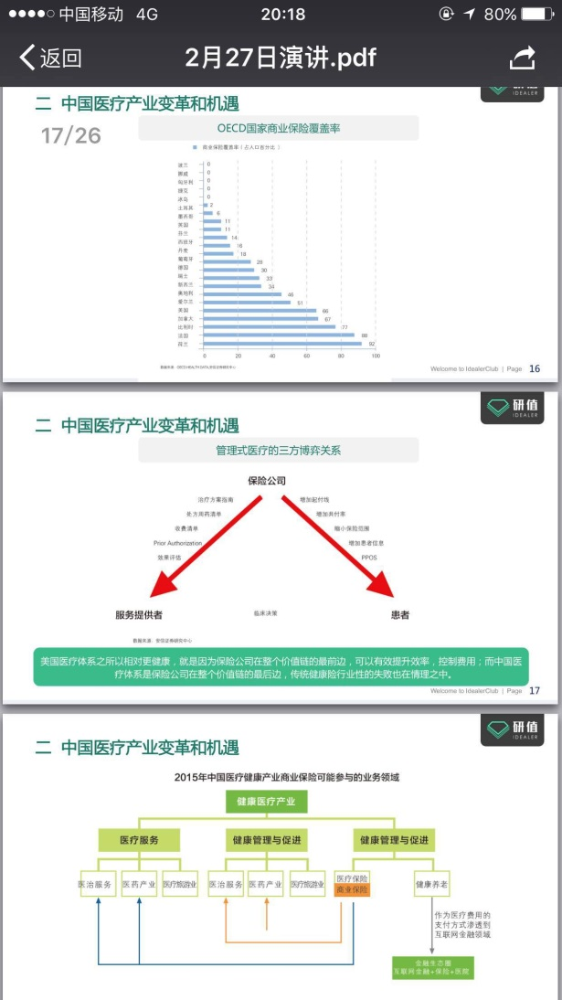 中国移动 4G 20:18 80%
返回 2月27日演讲.pdf
二 中国医疗产业变革和机遇
研值
IDEALER
17/26
OECD国家商业保险覆盖率
商业保险覆盖率（占人口百分比）
波兰 0
挪威 0
匈牙利 0
捷克 0
冰岛 0
土耳其 2
墨西哥 6
英国 11
芬兰 11
14
西班牙 16
丹麦 18
葡萄牙 28
德国 30
瑞士 33
新西兰 34
奥地利 46
爱尔兰 51
美国 66
加拿大 67
比利时 77
法国 88
荷兰 92
0 20 40 60 80 100
Welcome to IdealerClub | Page 16
二 中国医疗产业变革和机遇
研值
IDEALER
管理式医疗的三方博弈关系
保险公司
治疗方案指南 增加起付线
处方用药清单 增加共付率
收费清单 缩小保险范围
Prior Authorization 增加患者信息
效果评估 PPOS
服务提供者 临床决策 患者
数据来源：安信证券研究中心
美国医疗体系之所以相对更健康，就是因为保险公司在整个价值链的最前边，可以有效提升效率，控制费用；而中国医
疗体系是保险公司在整个价值链的最后边，传统健康险行业性的失败也在情理之中。
Welcome to IdealerClub | Page 17
二 中国医疗产业变革和机遇
研值
IDEALER
2015年中国医疗健康产业商业保险可能参与的业务领域
健康医疗产业
医疗服务 健康管理与促进 健康管理与促进
医治服务 医药产业 医疗旅游业 医治服务 医药产业 医疗旅游业 医疗保险 健康养老
商业保险
作为医疗费用的
支付方式渗透到
互联网金融领域
金融生态圈
互联网金融+保险+医院